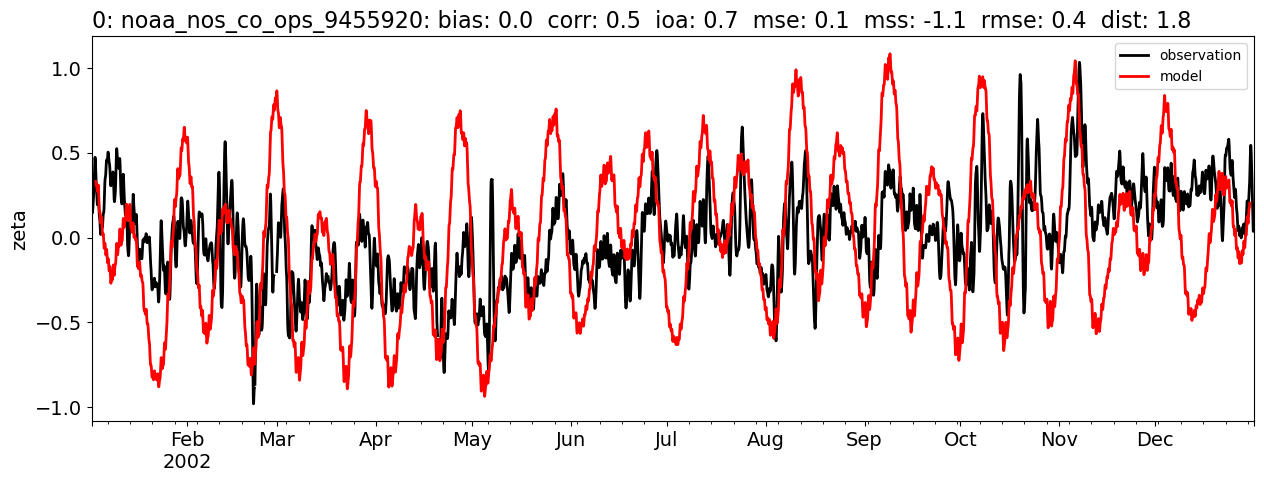 0: noaa_nos_co_ops_9455920: bias: 0.0  corr: 0.5  ioa: 0.7  mse: 0.1  mss: -1.1  rmse: 0.4  dist: 1.8
observation
model
zeta
1.0
0.5
0.0
−0.5
−1.0
Feb Mar Apr May Jun Jul Aug Sep Oct Nov Dec
2002